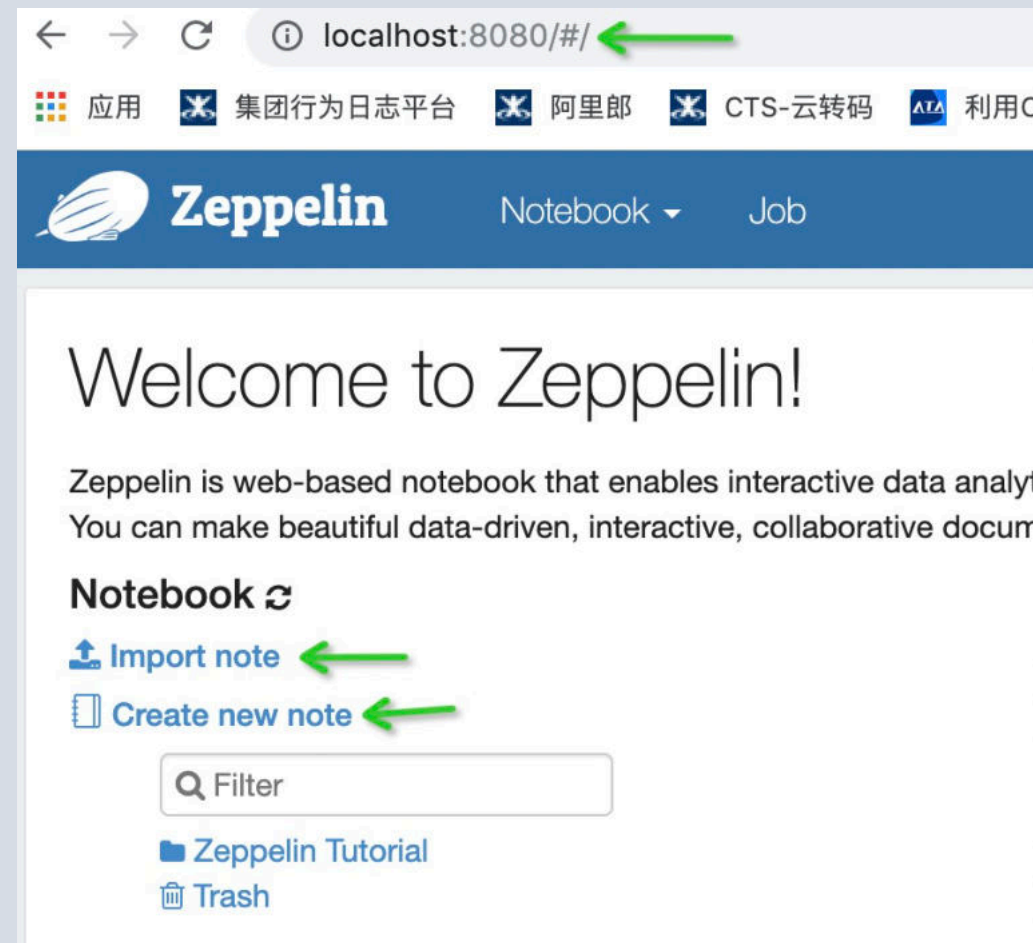 localhost:8080/#/
应用 集团行为日志平台 阿里郎 CTS-云转码 ATA 利用C
Zeppelin Notebook Job
Welcome to Zeppelin!
Zeppelin is web-based notebook that enables interactive data analyt
You can make beautiful data-driven, interactive, collaborative docum
Notebook
Import note
Create new note
Filter
Zeppelin Tutorial
Trash